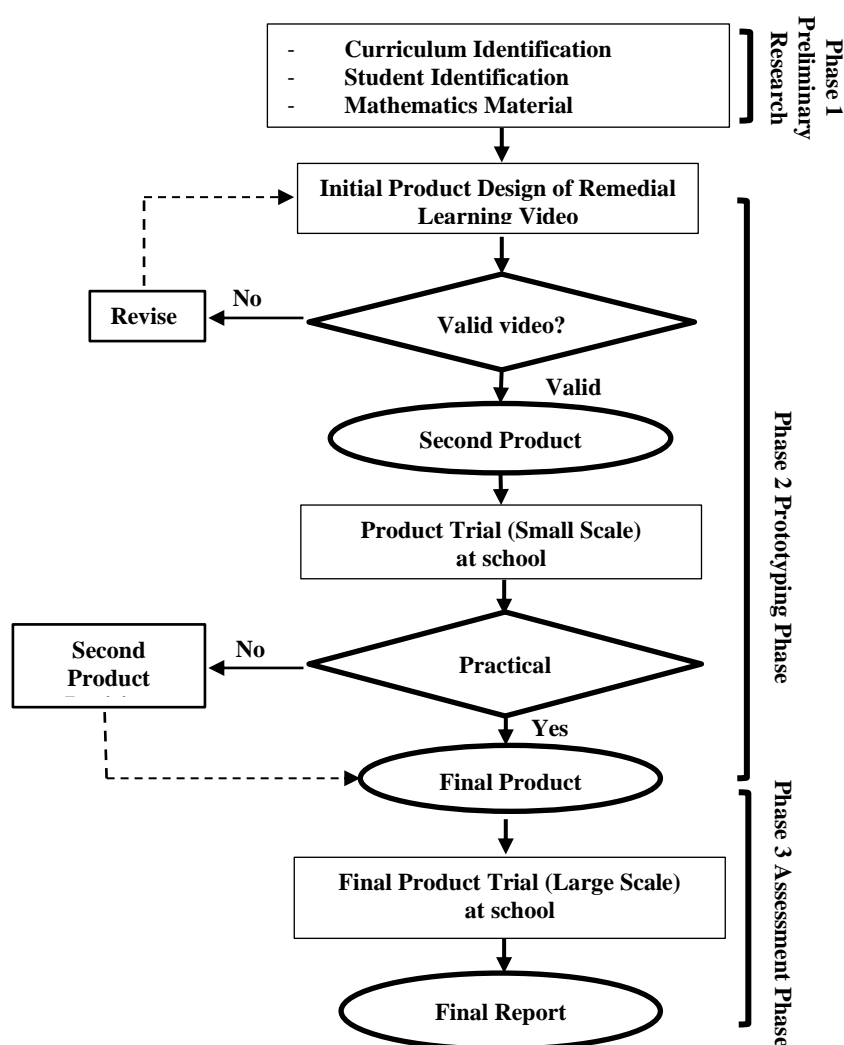 - Curriculum Identification
- Student Identification
- Mathematics Material
Phase 1
Preliminary
Research
Initial Product Design of Remedial
Learning Video
Valid video?
No
Revise
Valid
Second Product
Product Trial (Small Scale)
at school
Phase 2 Prototyping Phase
Practical
No
Second
Product
Yes
Final Product
Final Product Trial (Large Scale)
at school
Phase 3 Assessment Phase
Final Report